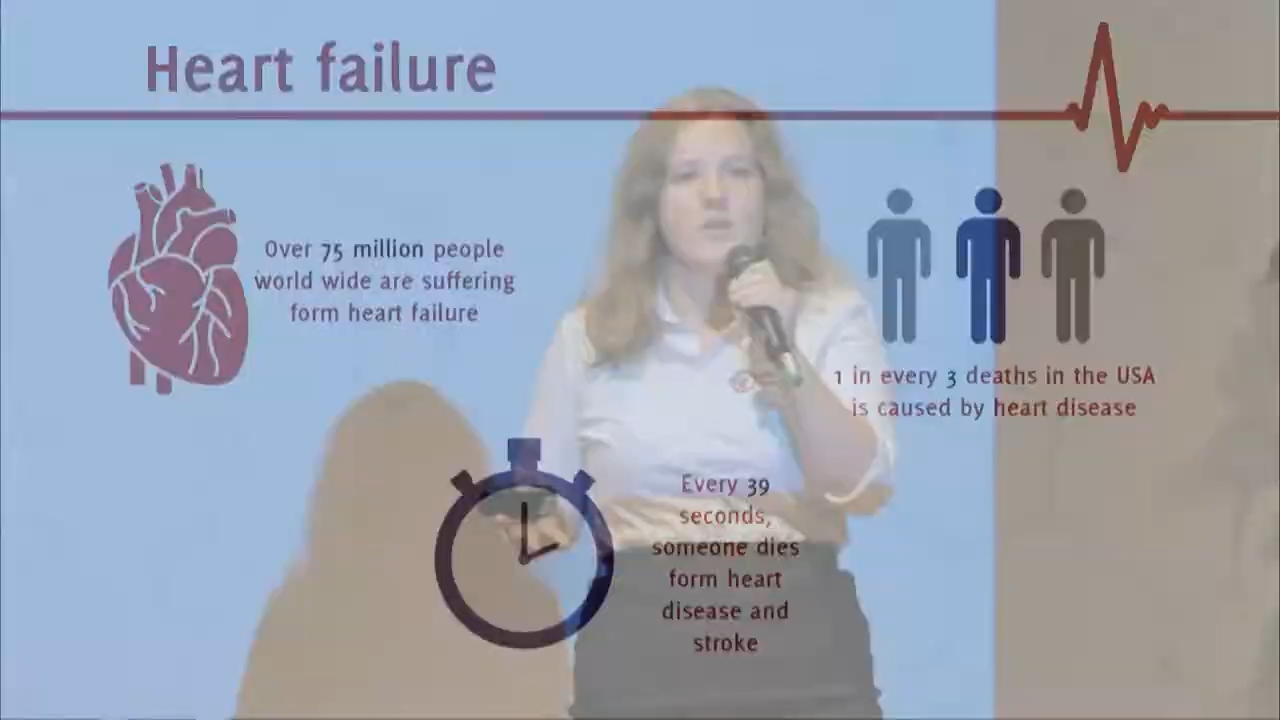 Heart failure
Over 75 million people
world wide are suffering
form heart failure
1 in every 3 deaths in the USA
is caused by heart disease
Every 39
seconds,
someone dies
form heart
disease and
stroke